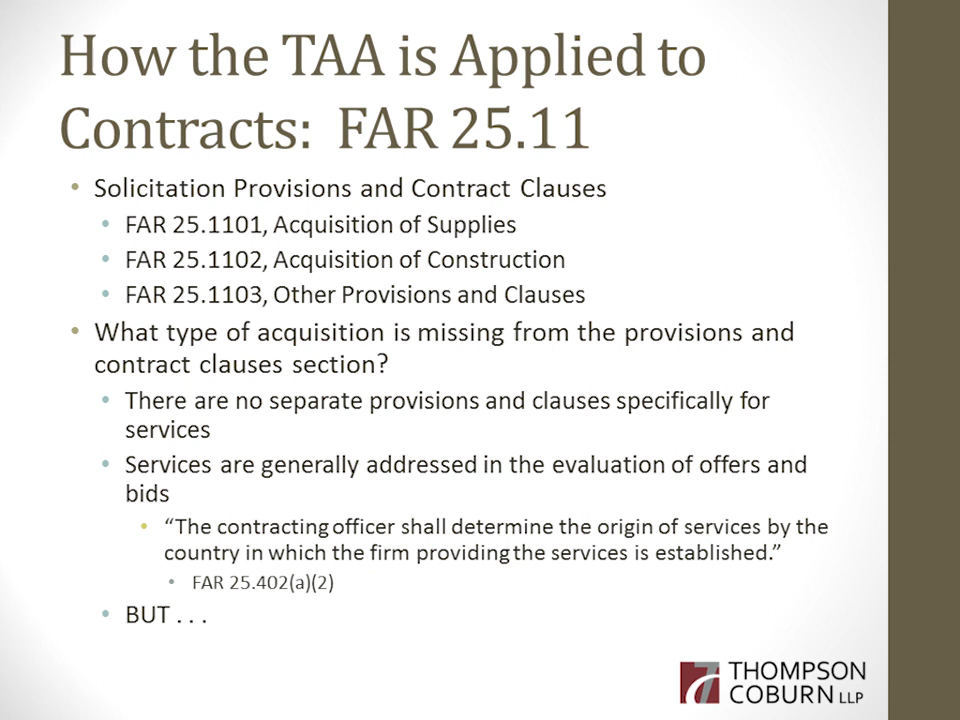 How the TAA is Applied to
Contracts: FAR 25.11
• Solicitation Provisions and Contract Clauses
• FAR 25.1101, Acquisition of Supplies
• FAR 25.1102, Acquisition of Construction
• FAR 25.1103, Other Provisions and Clauses
• What type of acquisition is missing from the provisions and
contract clauses section?
• There are no separate provisions and clauses specifically for
services
• Services are generally addressed in the evaluation of offers and
bids
• “The contracting officer shall determine the origin of services by the
country in which the firm providing the services is established.”
• FAR 25.402(a)(2)
• BUT . . .
THOMPSON
COBURN LLP